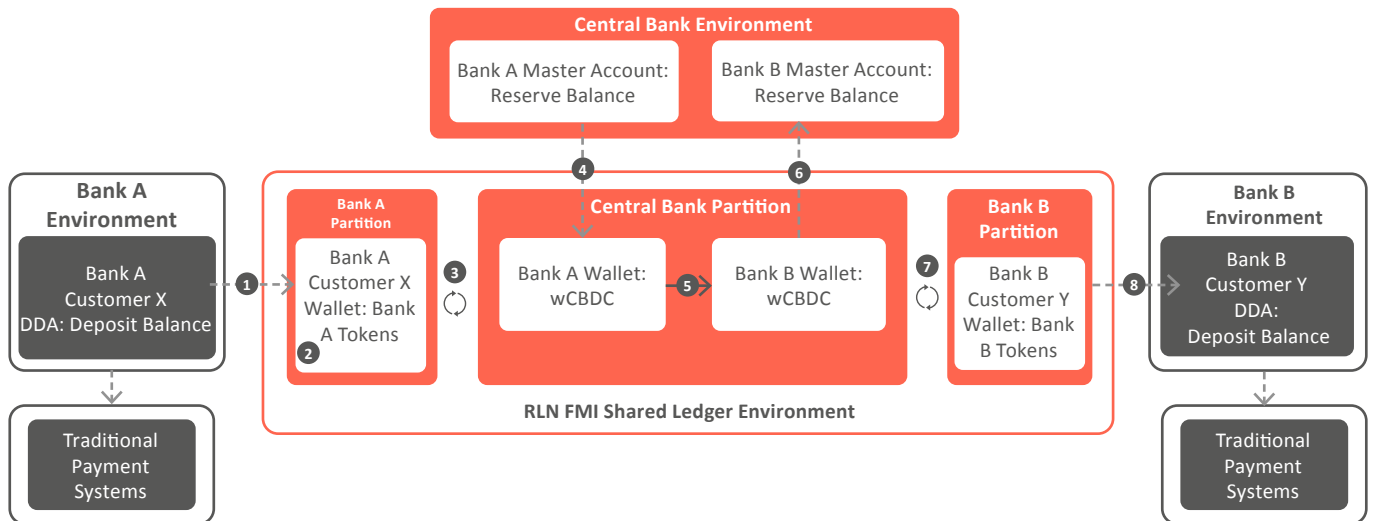 Central Bank Environment
Bank A Master Account:
Reserve Balance
Bank B Master Account:
Reserve Balance
4
6
Bank A
Environment
Bank A
Customer X
DDA: Deposit Balance
1
Bank A
Partition
Bank A
Customer X
Wallet: Bank
A Tokens
2
3
Central Bank Partition
Bank A Wallet:
wCBDC
5
Bank B Wallet:
wCBDC
7
Bank B
Partition
Bank B
Customer Y
Wallet: Bank
B Tokens
8
Bank B
Environment
Bank B
Customer Y
DDA:
Deposit Balance
RLN FMI Shared Ledger Environment
Traditional
Payment
Systems
Traditional
Payment
Systems